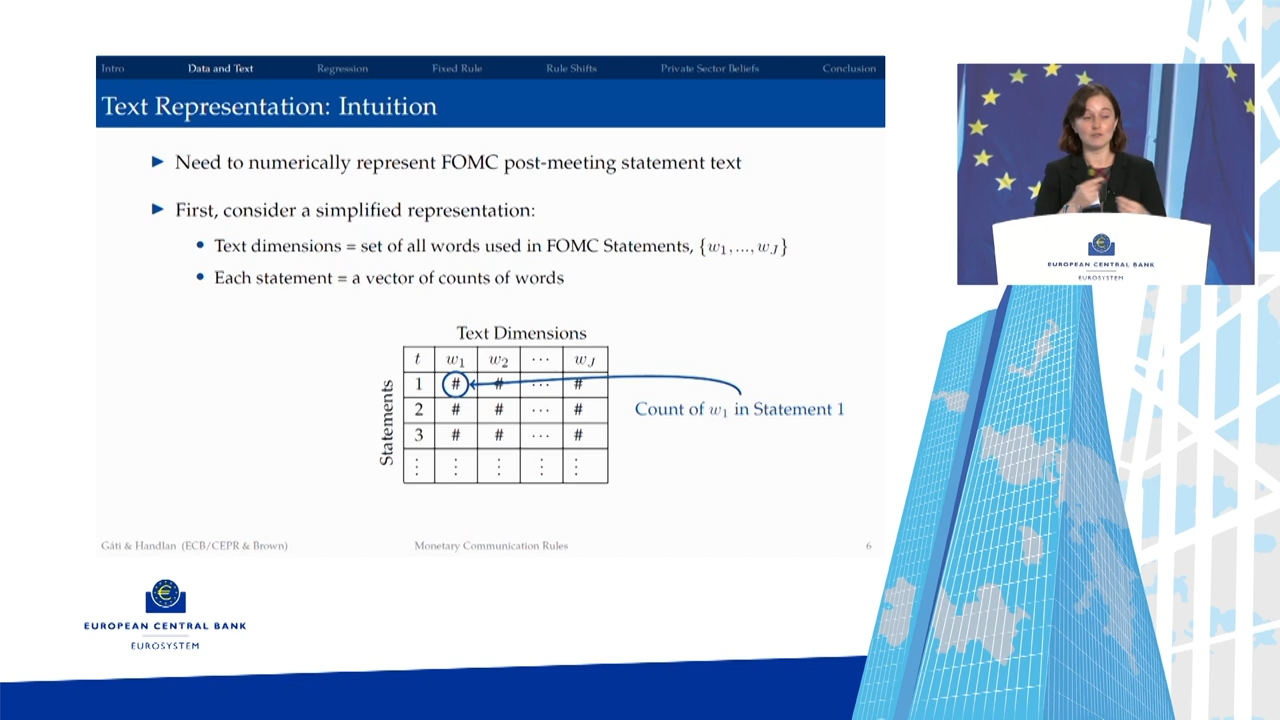 Intro Data and Text Regression Fixed Rule Rule Shifts Private Sector Beliefs Conclusion
Text Representation: Intuition
Need to numerically represent FOMC post-meeting statement text
First, consider a simplified representation:
Text dimensions = set of all words used in FOMC Statements, {w₁, ..., w_J}
Each statement = a vector of counts of words
Text Dimensions
Statements
t w₁ w₂ ··· w_J
1 # # ··· #
2 # # ··· #
3 # # ··· #
⋮ ⋮ ⋮ ⋮ ⋮
Count of w₁ in Statement 1
Gáti & Handlan (ECB/CEPR & Brown) Monetary Communication Rules 6
EUROPEAN CENTRAL BANK
EUROSYSTEM
EUROPEAN CENTRAL BANK
EUROSYSTEM